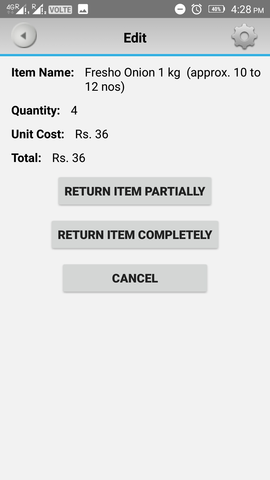 4G R R VOLTE 40% 4:28 PM
Edit
Item Name: Fresho Onion 1 kg (approx. 10 to
12 nos)
Quantity: 4
Unit Cost: Rs. 36
Total: Rs. 36
RETURN ITEM PARTIALLY
RETURN ITEM COMPLETELY
CANCEL